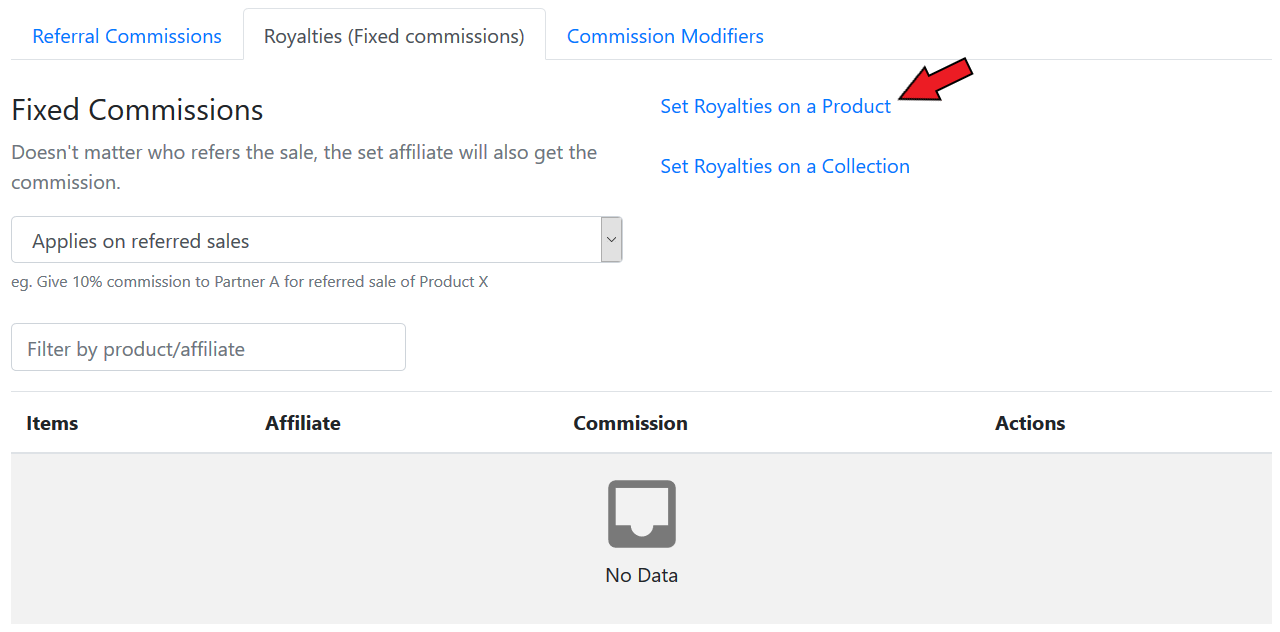 Referral Commissions
Royalties (Fixed commissions)
Commission Modifiers
Fixed Commissions
Doesn't matter who refers the sale, the set affiliate will also get the
commission.
Set Royalties on a Product
Set Royalties on a Collection
Applies on referred sales
eg. Give 10% commission to Partner A for referred sale of Product X
Filter by product/affiliate
Items Affiliate Commission Actions
No Data